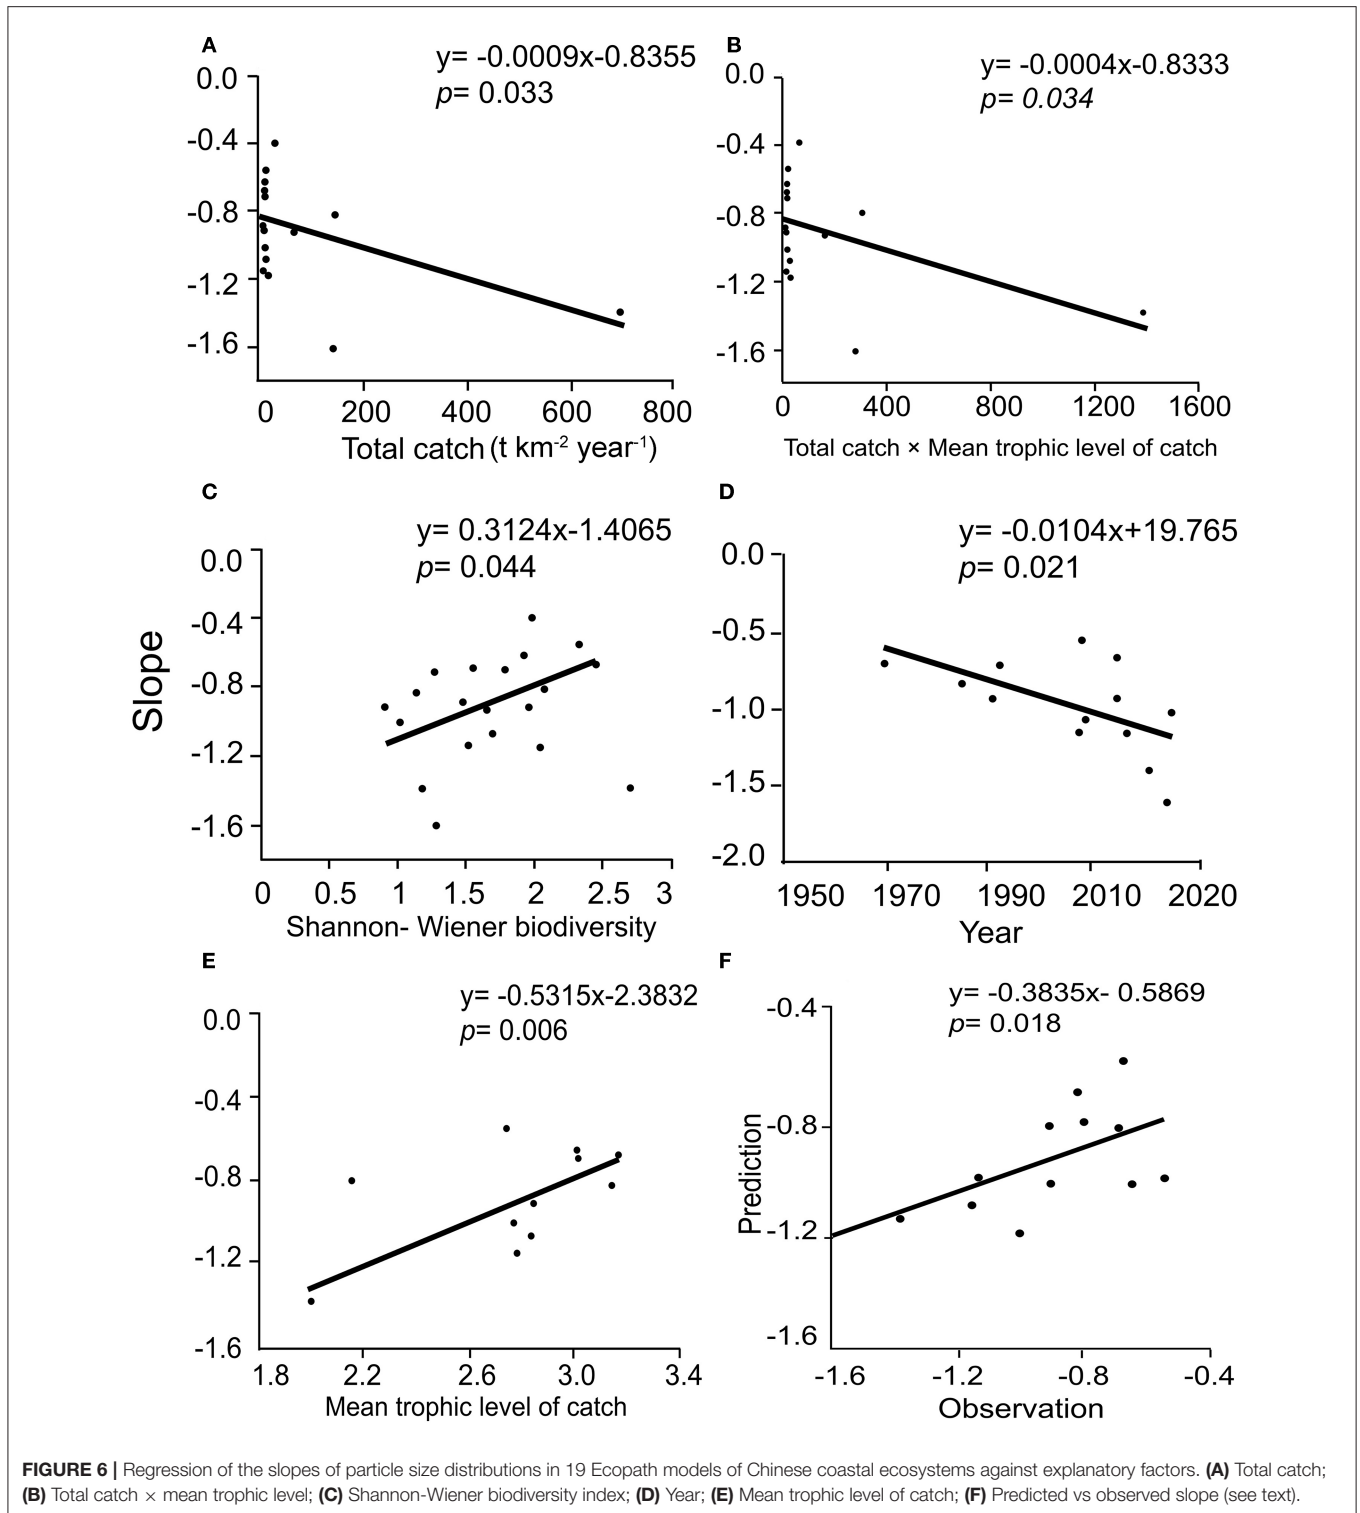 A
y= -0.0009x-0.8355
p= 0.033
0.0
-0.4
-0.8
-1.2
-1.6
0 200 400 600 800
Total catch (t km-2 year-1)
B
y= -0.0004x-0.8333
p= 0.034
0.0
-0.4
-0.8
-1.2
-1.6
0 400 800 1200 1600
Total catch × Mean trophic level of catch
Slope
C
y= 0.3124x-1.4065
p= 0.044
0.0
-0.4
-0.8
-1.2
-1.6
0 0.5 1 1.5 2 2.5 3
Shannon- Wiener biodiversity
D
y= -0.0104x+19.765
p= 0.021
0.0
-0.5
-1.0
-1.5
-2.0
1950 1970 1990 2010 2020
Year
E
y= -0.5315x-2.3832
p= 0.006
0.0
-0.4
-0.8
-1.2
-1.6
1.8 2.2 2.6 3.0 3.4
Mean trophic level of catch
F
y= -0.3835x- 0.5869
p= 0.018
Prediction
-0.4
-0.8
-1.2
-1.6
-1.6 -1.2 -0.8 -0.4
Observation
FIGURE 6 | Regression of the slopes of particle size distributions in 19 Ecopath models of Chinese coastal ecosystems against explanatory factors. (A) Total catch;
(B) Total catch × mean trophic level; (C) Shannon-Wiener biodiversity index; (D) Year; (E) Mean trophic level of catch; (F) Predicted vs observed slope (see text).